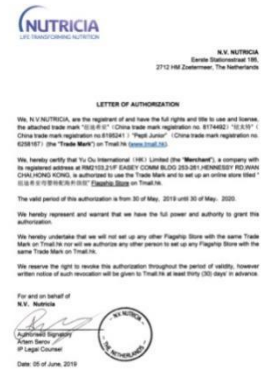 NUTRICIA
LIFE-TRANSFORMING NUTRITION
N.V. NUTRICIA
Eerste Stationsstraat 186,
2712 HM Zoetermeer, The Netherlands
LETTER OF AUTHORIZATION
We, N.V.NUTRICIA, are the registrant of and have the full rights and title to use and license,
the attached trade mark " " (China trade mark registration no.8174492) " " (
China trade mark registration no.8195241) "Pepti Junior" (China trade mark registration no.
6258167) (the "Trade Mark") on Tmall.hk (www.tmall.hk).
We, hereby certify that Yu Ou International (HK) Limited (the "Merchant"), a company with
its registered address at RM2103,21/F EASEY COMM BLDG 253-261,HENNESSY RD,WAN
CHAI,HONG KONG, is authorized to use the Trade Mark and to set up an online store titled "
" Flagship Store on Tmall.hk.
The valid period of this authorization is from 30 of May, 2019 until 30 of May, 2020.
We hereby represent and warrant that we have the full power and authority to grant this
authorization.
We hereby undertake that we will not set up any other Flagship Store with the same Trade
Mark on Tmall.hk nor will we authorize any other person to set up any Flagship Store with
the same Trade Mark on Tmall.hk.
We reserve the right to revoke this authorization throughout the period of validity, however
written notice of such revocation will be given to Tmall.hk at least thirty (30) days' in advance.
For and on behalf of
N.V. Nutricia
Authorised Signatory
Artem Serov
IP Legal Counsel
Date: 05 of June, 2019
NV NUTRICIA
THE NETHERLANDS